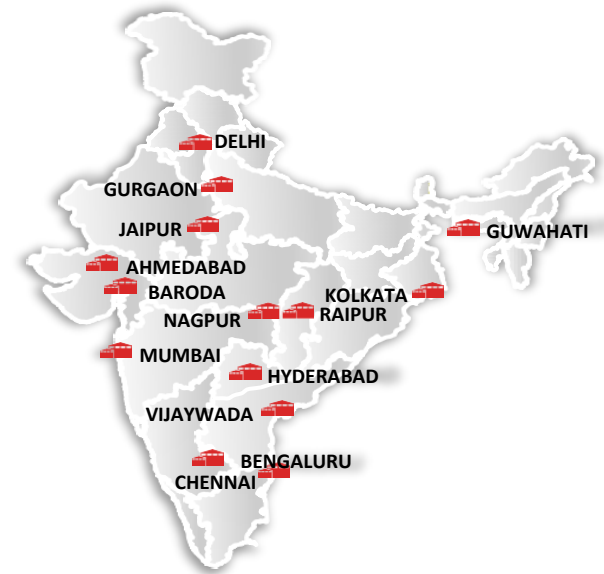 DELHI
GURGAON
JAIPUR
GUWAHATI
AHMEDABAD
BARODA
KOLKATA
NAGPUR
RAIPUR
MUMBAI
HYDERABAD
VIJAYWADA
BENGALURU
CHENNAI